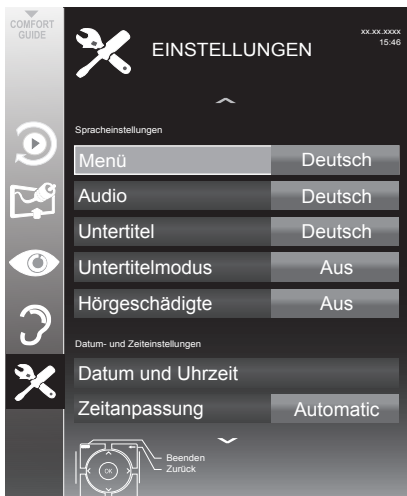 COMFORT
GUIDE
EINSTELLUNGEN
xx.xx.xxxx
15:46
Spracheinstellungen
Menü Deutsch
Audio Deutsch
Untertitel Deutsch
Untertitelmodus Aus
Hörgeschädigte Aus
Datum- und Zeiteinstellungen
Datum und Uhrzeit
Zeitanpassung Automatic
Beenden
Zurück
OK